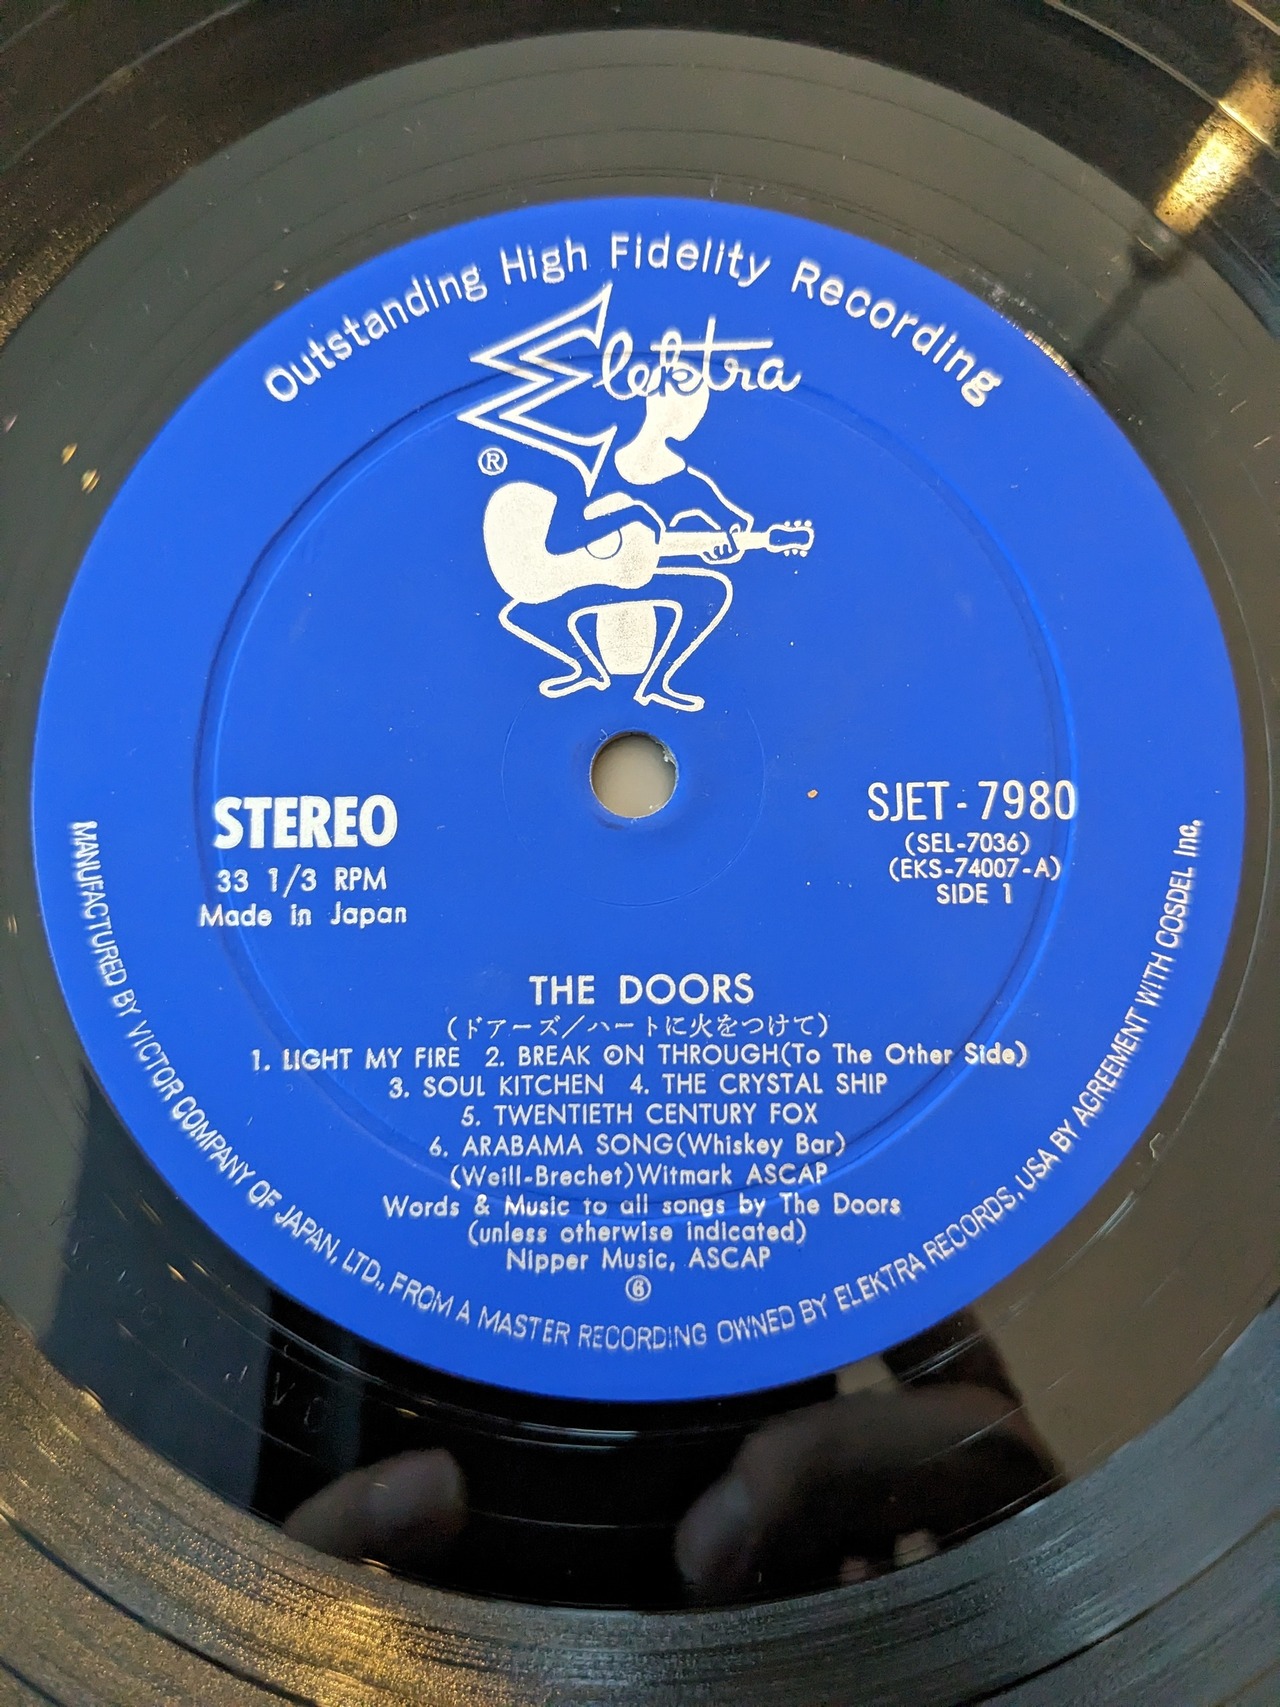 Outstanding High Fidelity Recording
Elektra
®
STEREO
33 1/3 RPM
Made in Japan
SJET-7980
(SEL-7036)
(EKS-74007-A)
SIDE 1
THE DOORS
(ドアーズ/ハートに火をつけて)
1. LIGHT MY FIRE 2. BREAK ON THROUGH(To The Other Side)
3. SOUL KITCHEN 4. THE CRYSTAL SHIP
5. TWENTIETH CENTURY FOX
6. ARABAMA SONG(Whiskey Bar)
(Weill-Brechet)Witmark ASCAP
Words & Music to all songs by The Doors
(unless otherwise indicated)
Nipper Music, ASCAP
⑥
MANUFACTURED BY VICTOR COMPANY OF JAPAN, LTD., FROM A MASTER RECORDING OWNED BY ELEKTRA RECORDS, USA BY AGREEMENT WITH COSDEL Inc.